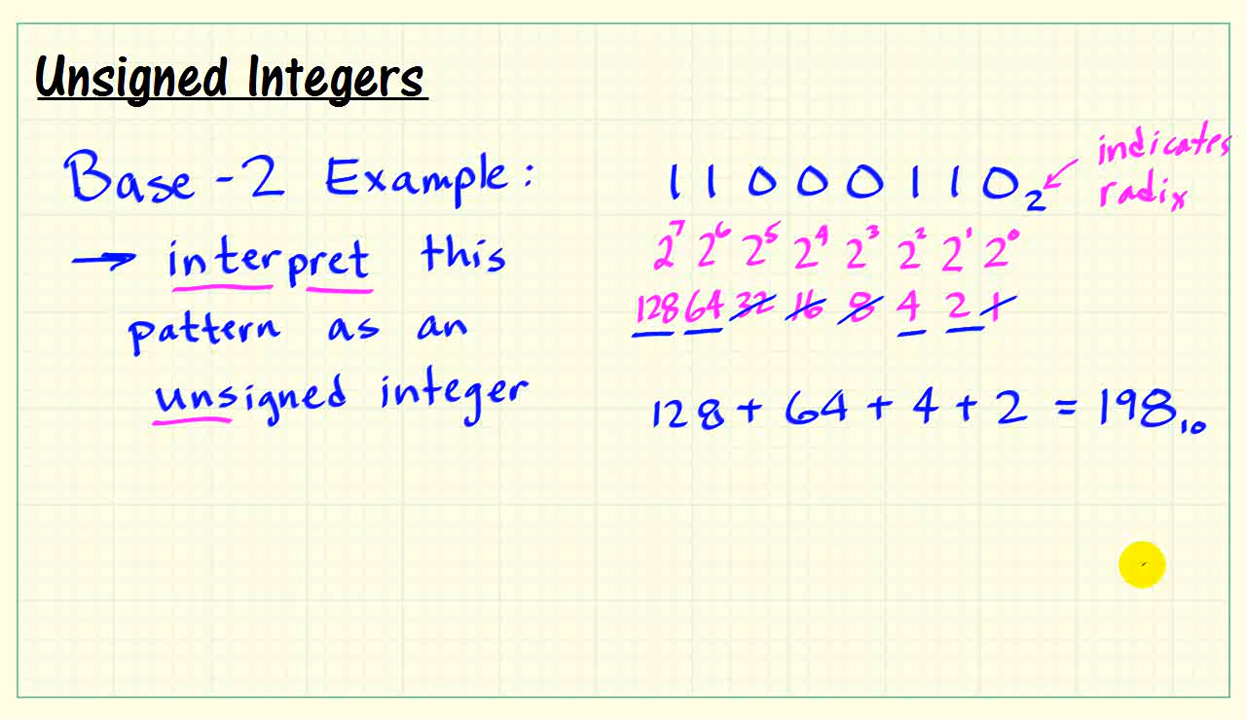 Unsigned Integers
Base-2 Example:
→ interpret this
pattern as an
unsigned integer
11000110₂
indicates
radix
2⁷ 2⁶ 2⁵ 2⁴ 2³ 2² 2¹ 2⁰
128 64 32 16 8 4 2 1
128 + 64 + 4 + 2 = 198₁₀